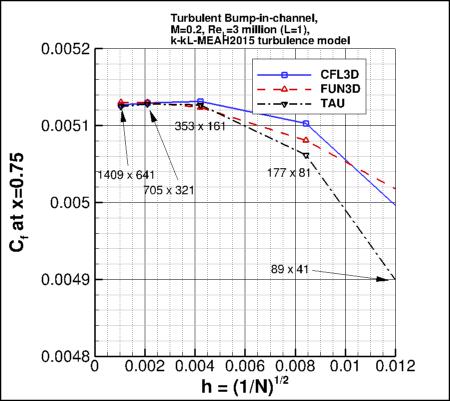 Turbulent Bump-in-channel,
M=0.2, Re_L=3 million (L=1),
k-kL-MEAH2015 turbulence model
CFL3D
FUN3D
TAU
0.0052
0.0051
0.005
0.0049
0.0048
C_f at x=0.75
353 x 161
1409 x 641
705 x 321
177 x 81
89 x 41
0
0.002
0.004
0.006
0.008
0.01
0.012
h = (1/N)^1/2